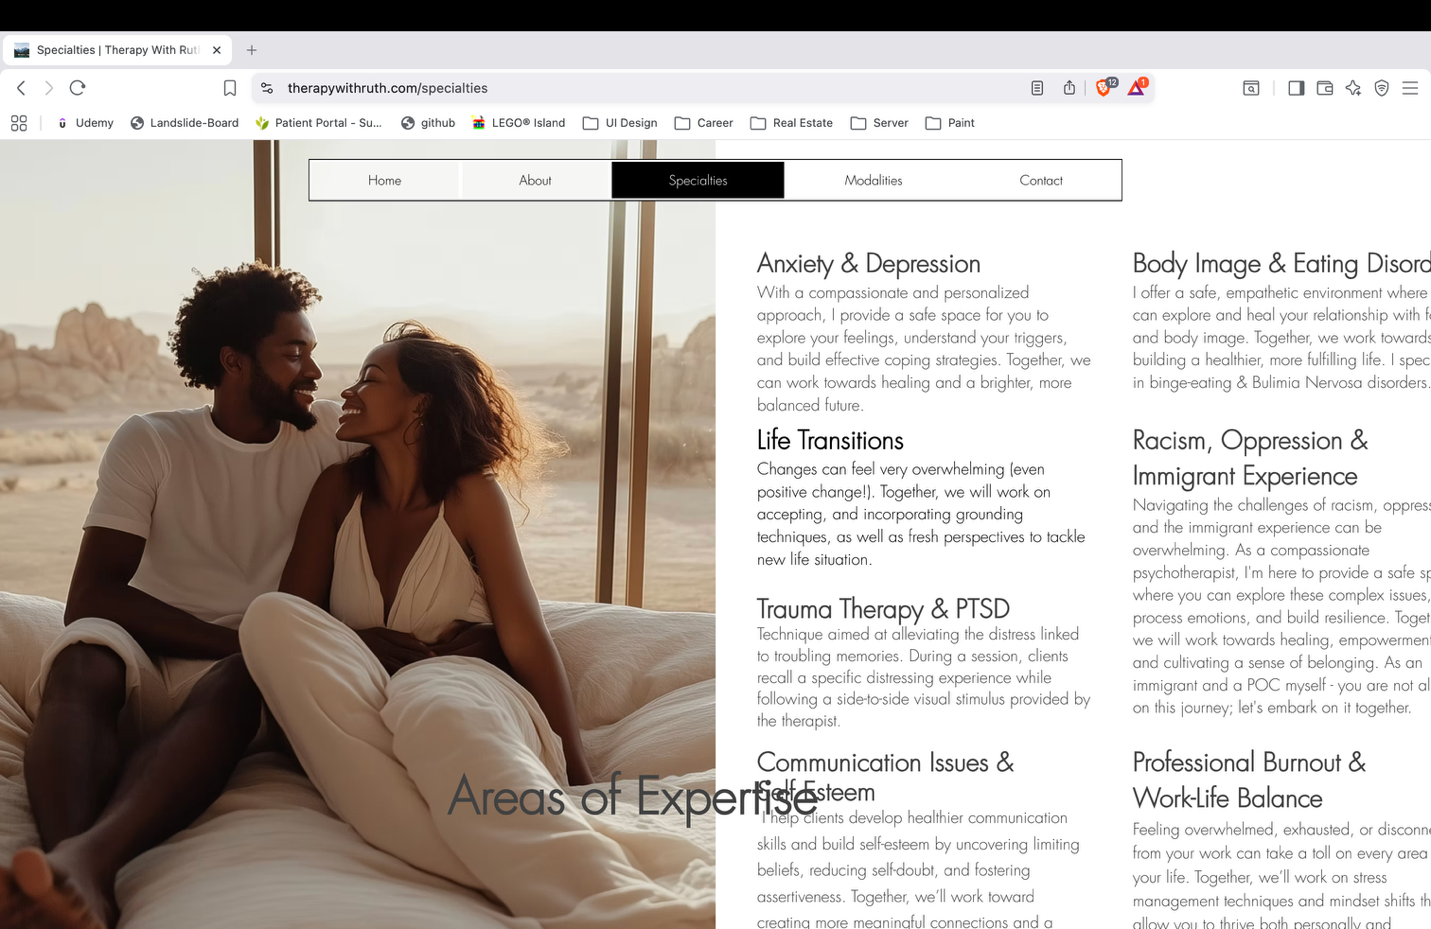 Specialties | Therapy With Rut
therapywithruth.com/specialties
12
1
Udemy
Landslide-Board
Patient Portal - Su...
github
LEGO® Island
UI Design
Career
Real Estate
Server
Paint
Home
About
Specialties
Modalities
Contact
Anxiety & Depression
With a compassionate and personalized
approach, I provide a safe space for you to
explore your feelings, understand your triggers,
and build effective coping strategies. Together, we
can work towards healing and a brighter, more
balanced future.
Life Transitions
Changes can feel very overwhelming (even
positive change!). Together, we will work on
accepting, and incorporating grounding
techniques, as well as fresh perspectives to tackle
new life situation.
Trauma Therapy & PTSD
Technique aimed at alleviating the distress linked
to troubling memories. During a session, clients
recall a specific distressing experience while
following a side-to-side visual stimulus provided by
the therapist.
Communication Issues &
Self Esteem
I help clients develop healthier communication
skills and build self-esteem by uncovering limiting
beliefs, reducing self-doubt, and fostering
assertiveness. Together, we'll work toward
creating more meaningful connections and a
Areas of Expertise
Body Image & Eating Disord
I offer a safe, empathetic environment where
can explore and heal your relationship with fo
and body image. Together, we work towards
building a healthier, more fulfilling life. I spec
in binge-eating & Bulimia Nervosa disorders.
Racism, Oppression &
Immigrant Experience
Navigating the challenges of racism, oppress
and the immigrant experience can be
overwhelming. As a compassionate
psychotherapist, I'm here to provide a safe sp
where you can explore these complex issues,
process emotions, and build resilience. Toget
we will work towards healing, empowerment
and cultivating a sense of belonging. As an
immigrant and a POC myself - you are not al
on this journey; let's embark on it together.
Professional Burnout &
Work-Life Balance
Feeling overwhelmed, exhausted, or disconne
from your work can take a toll on every area
your life. Together, we'll work on stress
management techniques and mindset shifts th
allow you to thrive both personally and